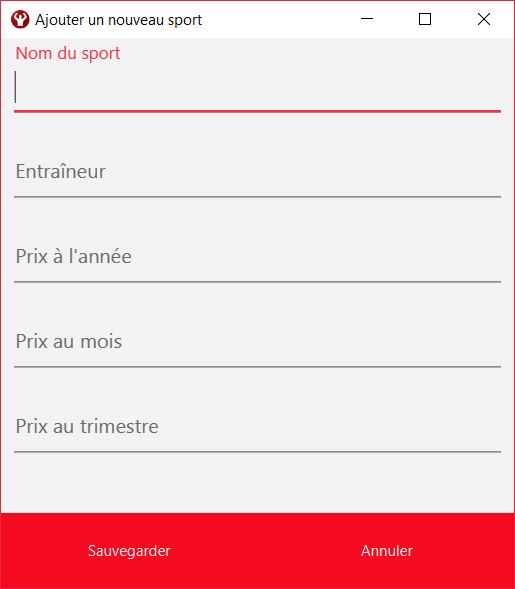 Ajouter un nouveau sport
Nom du sport
Entraîneur
Prix à l'année
Prix au mois
Prix au trimestre
Sauvegarder
Annuler